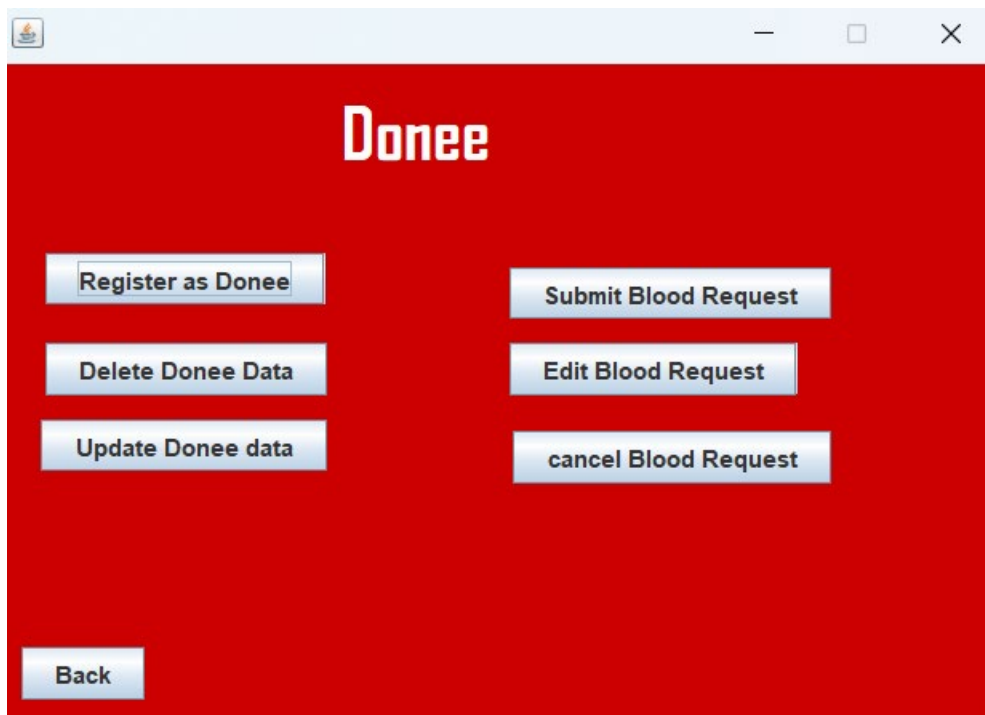 Donee
Register as Donee
Submit Blood Request
Delete Donee Data
Edit Blood Request
Update Donee data
cancel Blood Request
Back